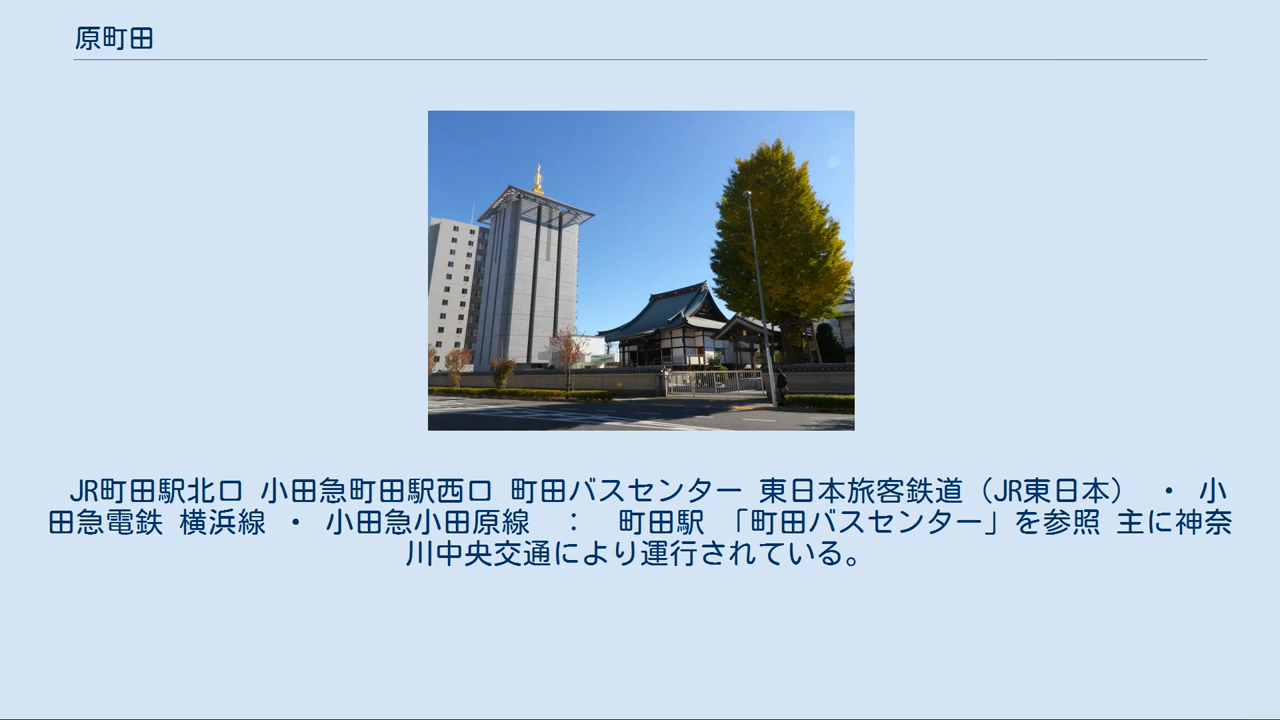 原町田
JR町田駅北口 小田急町田駅西口 町田バスセンター 東日本旅客鉄道（JR東日本） ・ 小
田急電鉄 横浜線 ・ 小田急小田原線　：　町田駅 「町田バスセンター」を参照 主に神奈
川中央交通により運行されている。